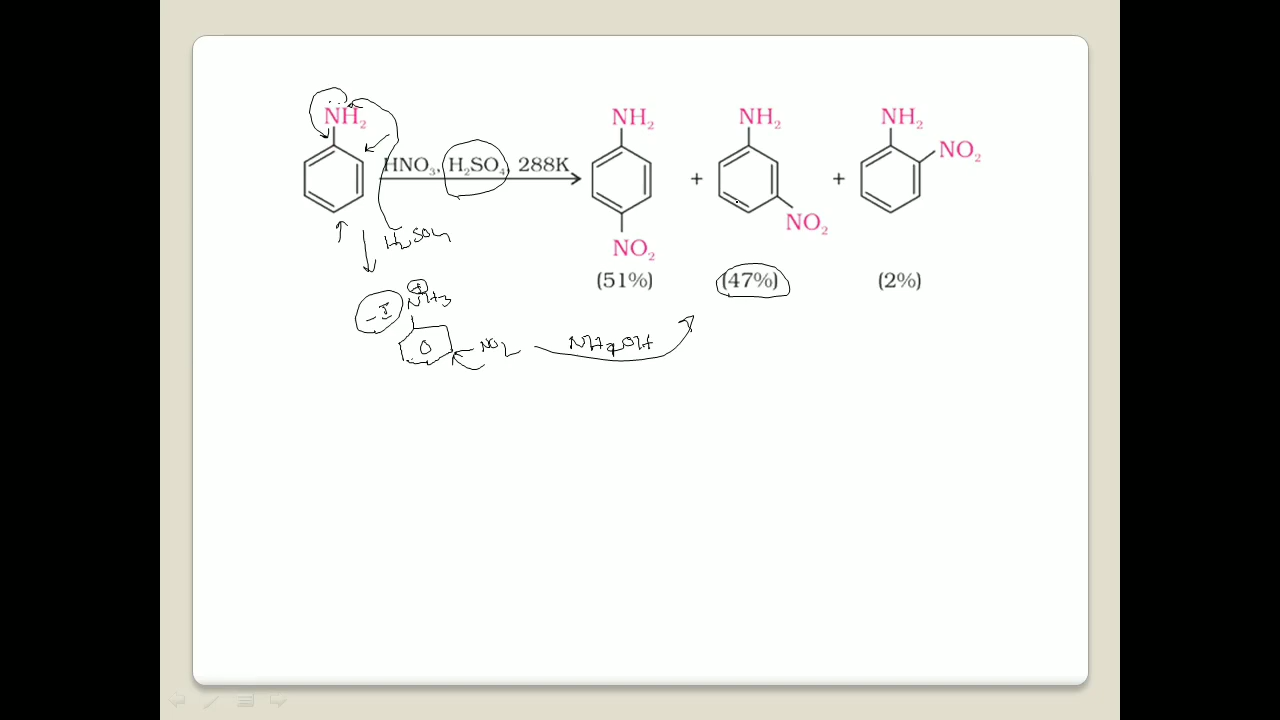 NH₂
HNO₃, H₂SO₄, 288K
NH₂
+
NH₂
+
NH₂
NO₂
NO₂
NO₂
H₂SO₄
(51%)
(47%)
(2%)
-I
+
NH₃
NO₂
NH₄OH